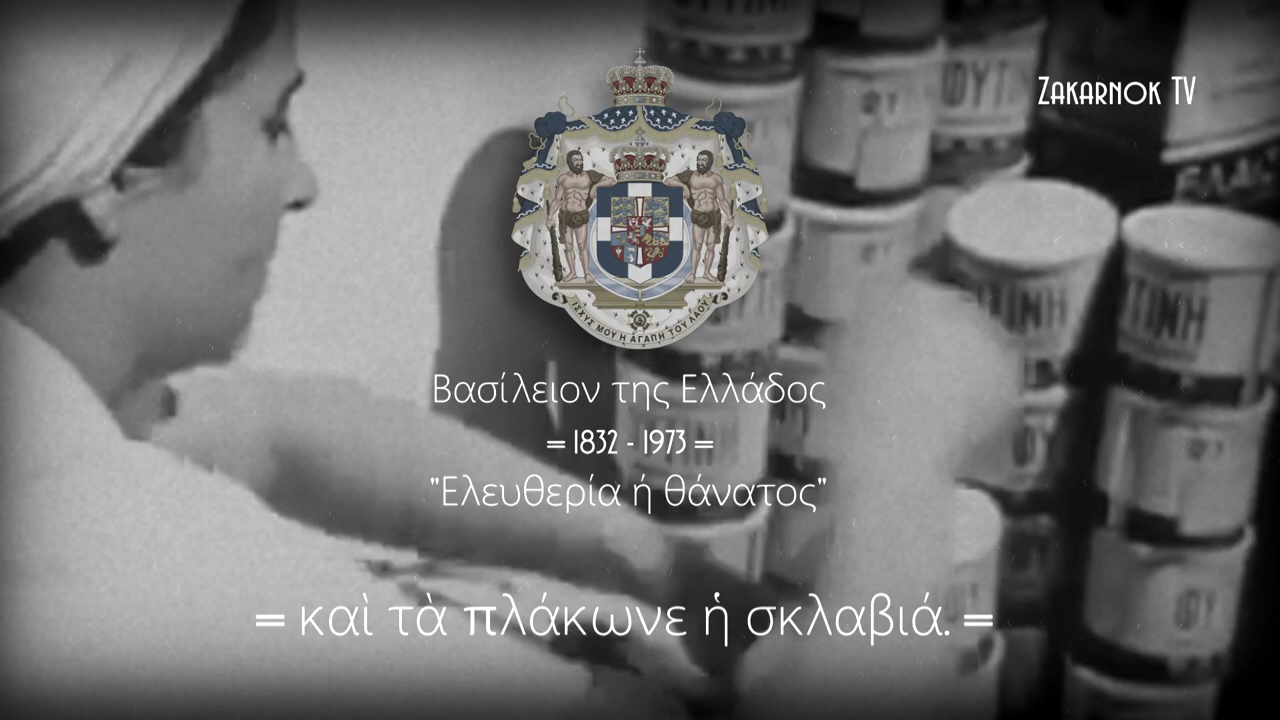 Zakarnok TV
ΙΣΧΥΣ ΜΟΥ Η ΑΓΑΠΗ ΤΟΥ ΛΑΟΥ
Βασίλειον της Ελλάδος
= 1832 - 1973 =
"Ελευθερία ή θάνατος"
= καὶ τὰ πλάκωνε ἡ σκλαβιά. =